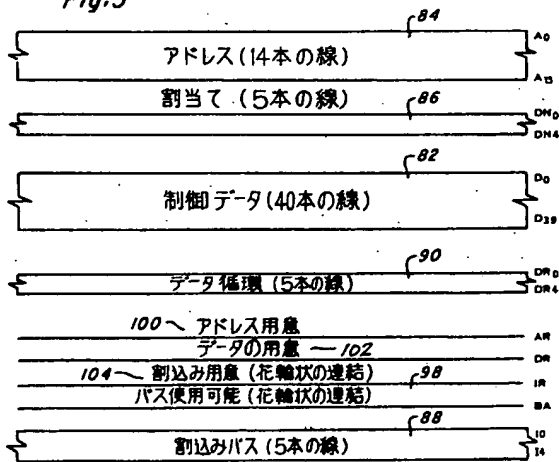 Fig.5
84
アドレス(14本の線)
A0
A13
割当て (5本の線)
86
DN0
DN4
82
制御データ(40本の線)
D0
D39
90
データ循環 (5本の線)
DR0
DR4
100 アドレス用意
AR
データの用意 102
DR
104 割込み用意 (花輪状の連結)
98
IR
バス使用可能 (花輪状の連結)
BA
88
割込みバス (5本の線)
I0
I4